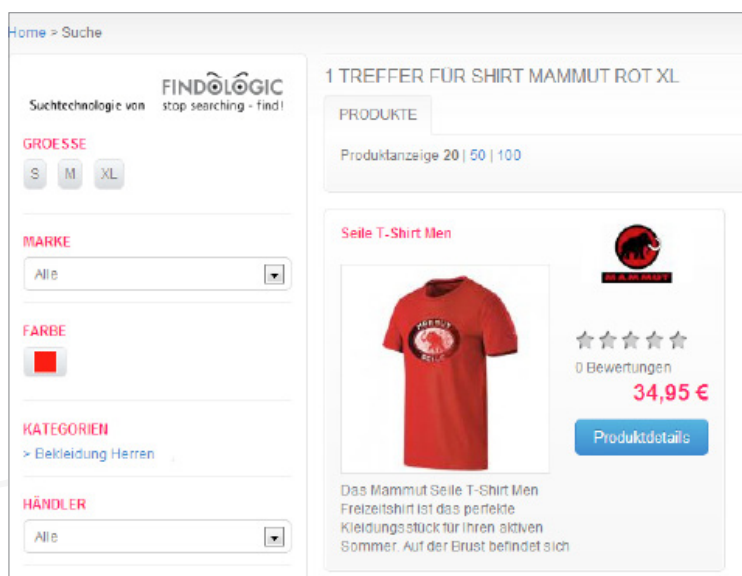 Home > Suche
Suchtechnologie von
FINDOLOGIC
stop searching - find!
GROESSE
S M XL
MARKE
Alle
FARBE
KATEGORIEN
> Bekleidung Herren
HÄNDLER
Alle
1 TREFFER FÜR SHIRT MAMMUT ROT XL
PRODUKTE
Produktanzeige 20 | 50 | 100
Seile T-Shirt Men
MAMMUT
MAMMUT
SEILE
0 Bewertungen
34,95 €
Produktdetails
Das Mammut Seile T-Shirt Men
Freizeitshirt ist das perfekte
Kleidungsstück für Ihren aktiven
Sommer. Auf der Brust befindet sich